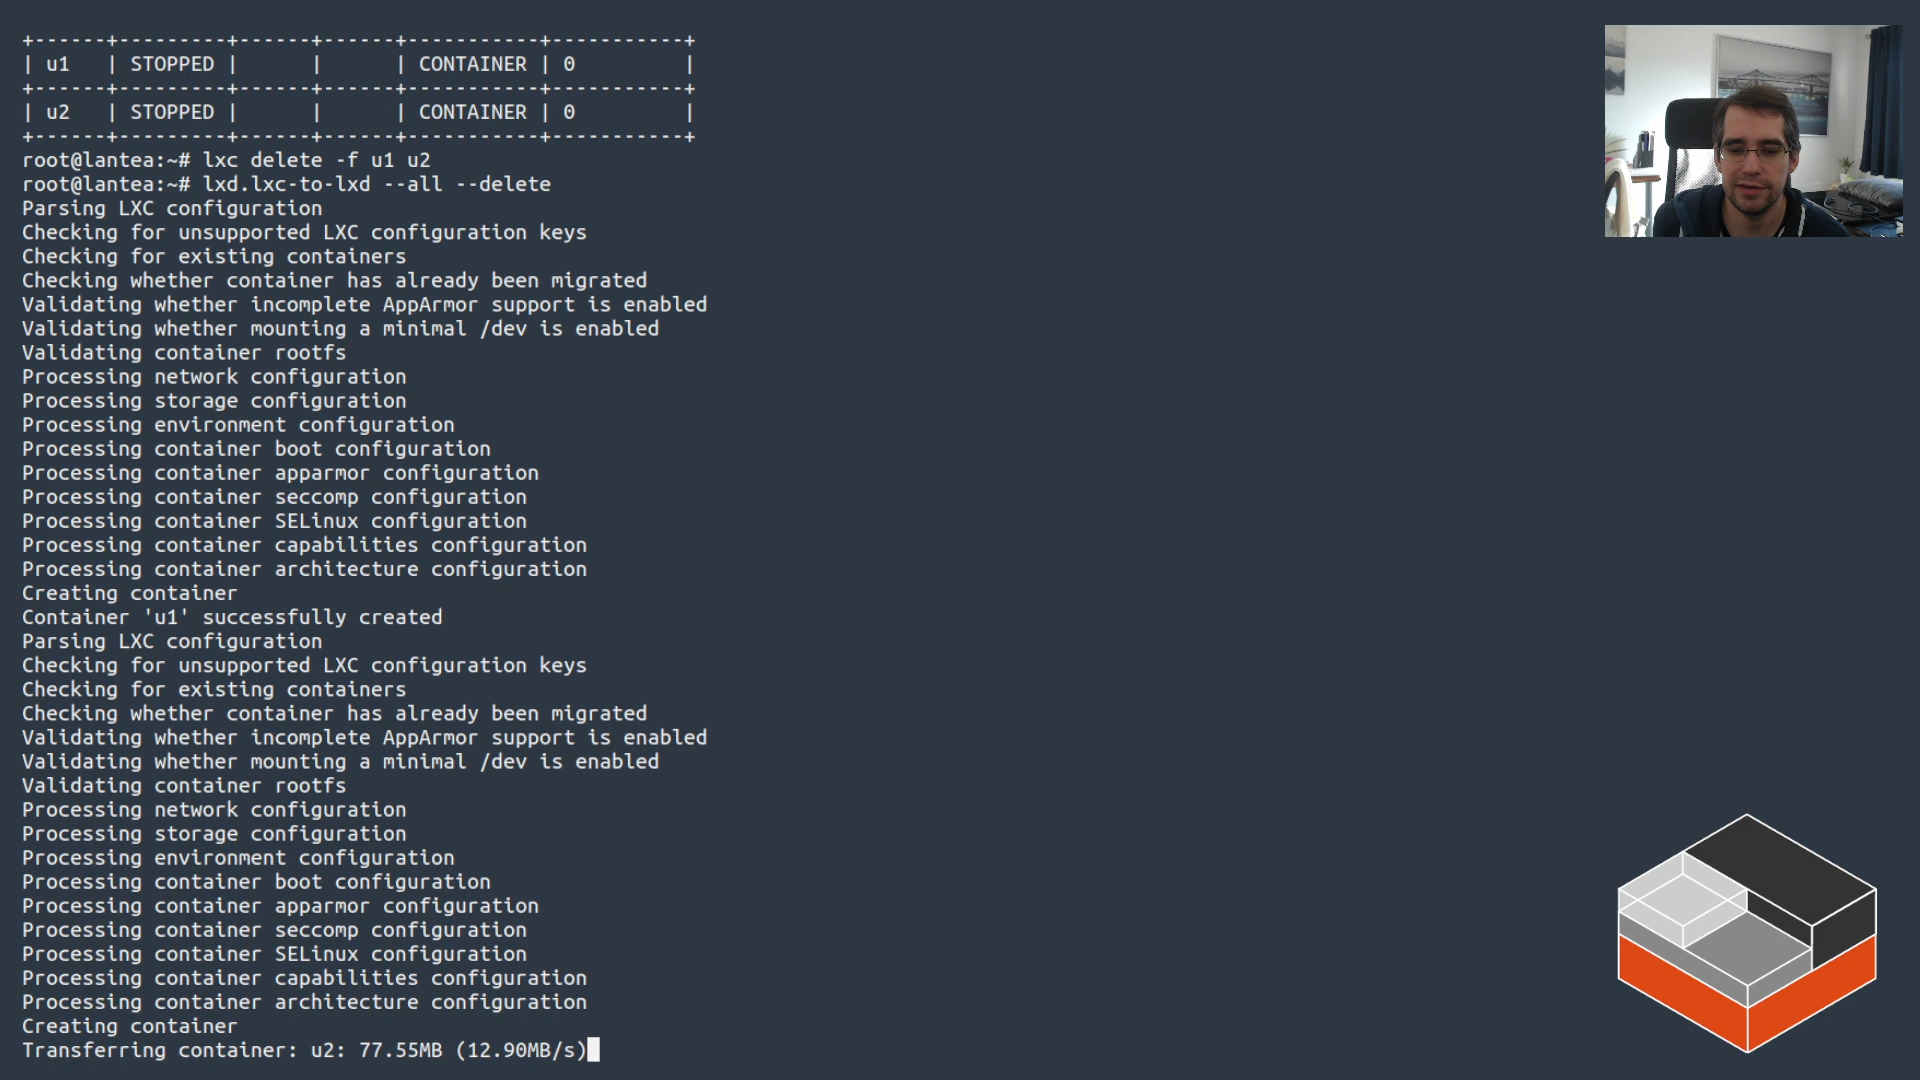 +------+---------+------+------+-----------+-----------+
| u1   | STOPPED |      |      | CONTAINER | 0         |
+------+---------+------+------+-----------+-----------+
| u2   | STOPPED |      |      | CONTAINER | 0         |
+------+---------+------+------+-----------+-----------+
root@lantea:~# lxc delete -f u1 u2
root@lantea:~# lxd.lxc-to-lxd --all --delete
Parsing LXC configuration
Checking for unsupported LXC configuration keys
Checking for existing containers
Checking whether container has already been migrated
Validating whether incomplete AppArmor support is enabled
Validating whether mounting a minimal /dev is enabled
Validating container rootfs
Processing network configuration
Processing storage configuration
Processing environment configuration
Processing container boot configuration
Processing container apparmor configuration
Processing container seccomp configuration
Processing container SELinux configuration
Processing container capabilities configuration
Processing container architecture configuration
Creating container
Container 'u1' successfully created
Parsing LXC configuration
Checking for unsupported LXC configuration keys
Checking for existing containers
Checking whether container has already been migrated
Validating whether incomplete AppArmor support is enabled
Validating whether mounting a minimal /dev is enabled
Validating container rootfs
Processing network configuration
Processing storage configuration
Processing environment configuration
Processing container boot configuration
Processing container apparmor configuration
Processing container seccomp configuration
Processing container SELinux configuration
Processing container capabilities configuration
Processing container architecture configuration
Creating container
Transferring container: u2: 77.55MB (12.90MB/s)